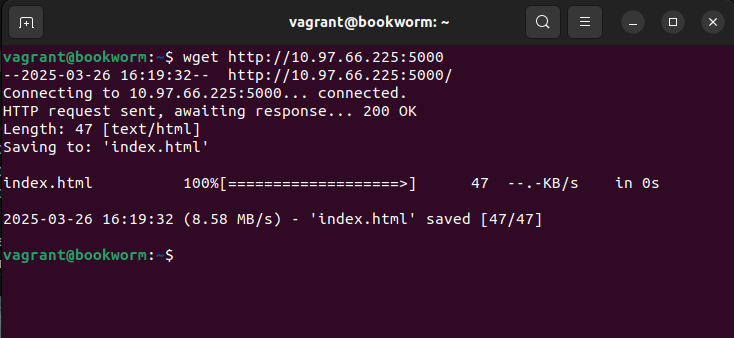 vagrant@bookworm: ~
vagrant@bookworm:~$ wget http://10.97.66.225:5000
--2025-03-26 16:19:32--  http://10.97.66.225:5000/
Connecting to 10.97.66.225:5000... connected.
HTTP request sent, awaiting response... 200 OK
Length: 47 [text/html]
Saving to: 'index.html'
index.html          100%[===================>]      47  --.-KB/s    in 0s
2025-03-26 16:19:32 (8.58 MB/s) - 'index.html' saved [47/47]
vagrant@bookworm:~$